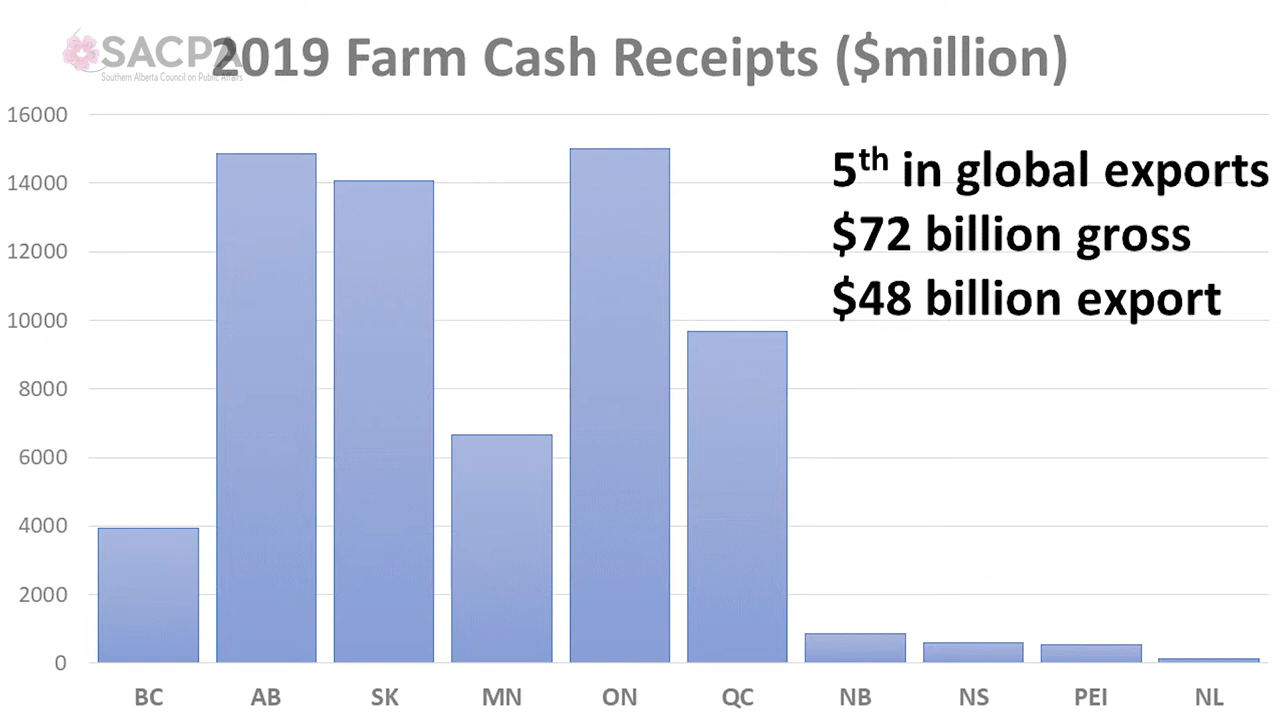 SACPA
Southern Alberta Council on Public Affairs
2019 Farm Cash Receipts ($million)
16000
14000
12000
10000
8000
6000
4000
2000
0
5th in global exports
$72 billion gross
$48 billion export
BC AB SK MN ON QC NB NS PEI NL